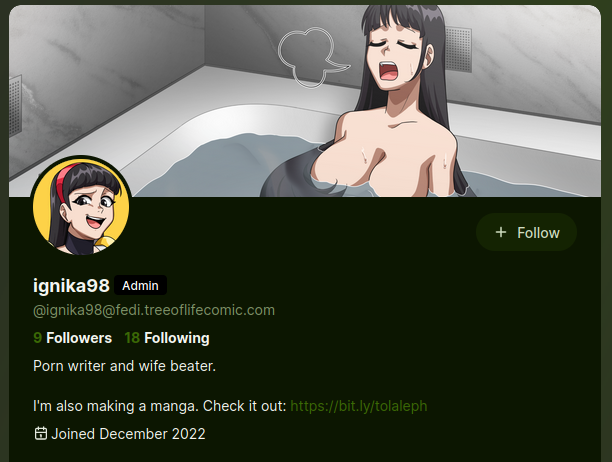 + Follow
ignika98 Admin
@ignika98@fedi.treeoflifecomic.com
9 Followers 18 Following
Porn writer and wife beater.
I'm also making a manga. Check it out: https://bit.ly/tolaleph
Joined December 2022